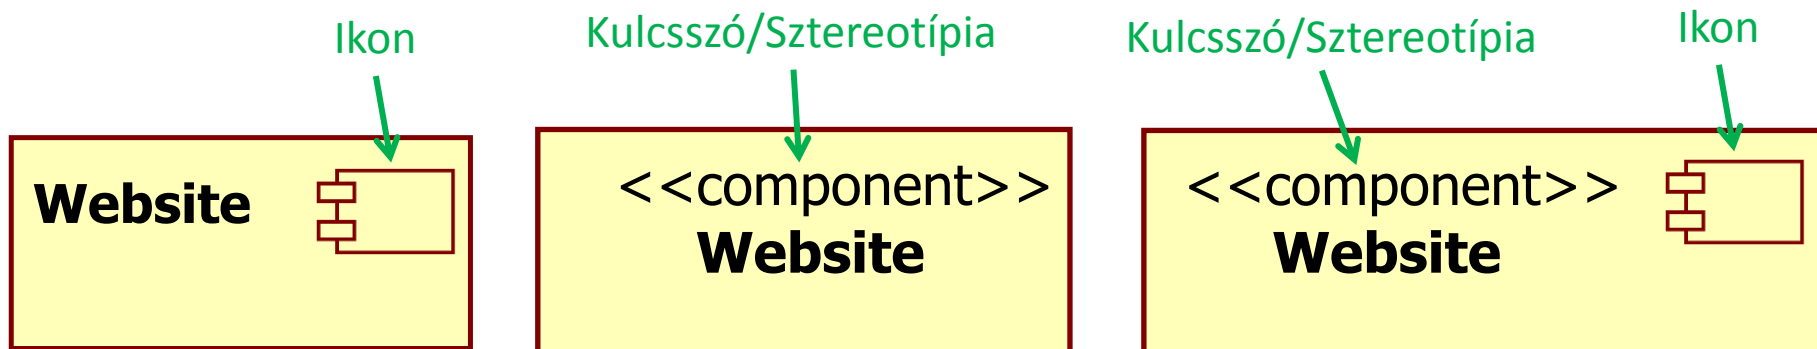 Ikon
Kulcsszó/Sztereotípia
Kulcsszó/Sztereotípia
Ikon
Website
<<component>>
Website
<<component>>
Website